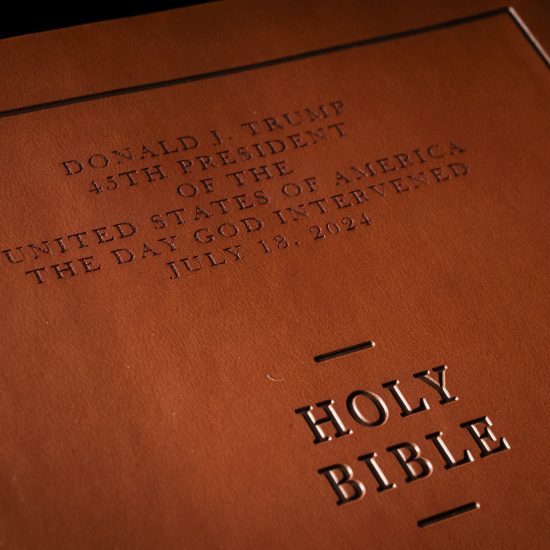 DONALD J. TRUMP
45TH PRESIDENT
OF THE
UNITED STATES OF AMERICA
THE DAY GOD INTERVENED
JULY 13, 2024
HOLY
BIBLE